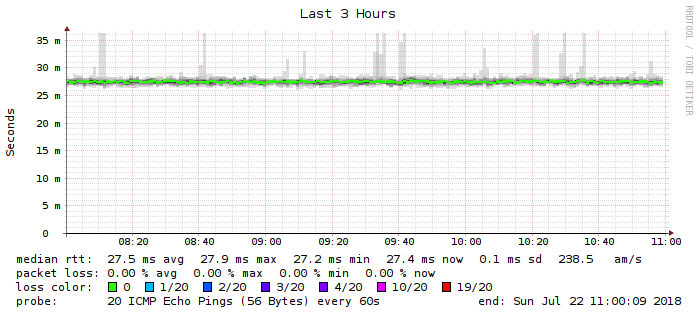 Last 3 Hours
RRDTOOL / TOBI OETIKER
Seconds
35 m
30 m
25 m
20 m
15 m
10 m
5 m
0
08:20 08:40 09:00 09:20 09:40 10:00 10:20 10:40 11:00
median rtt: 27.5 ms avg 27.9 ms max 27.2 ms min 27.4 ms now 0.1 ms sd 238.5 am/s
packet loss: 0.00 % avg 0.00 % max 0.00 % min 0.00 % now
loss color: 0 1/20 2/20 3/20 4/20 10/20 19/20
probe: 20 ICMP Echo Pings (56 Bytes) every 60s end: Sun Jul 22 11:00:09 2018